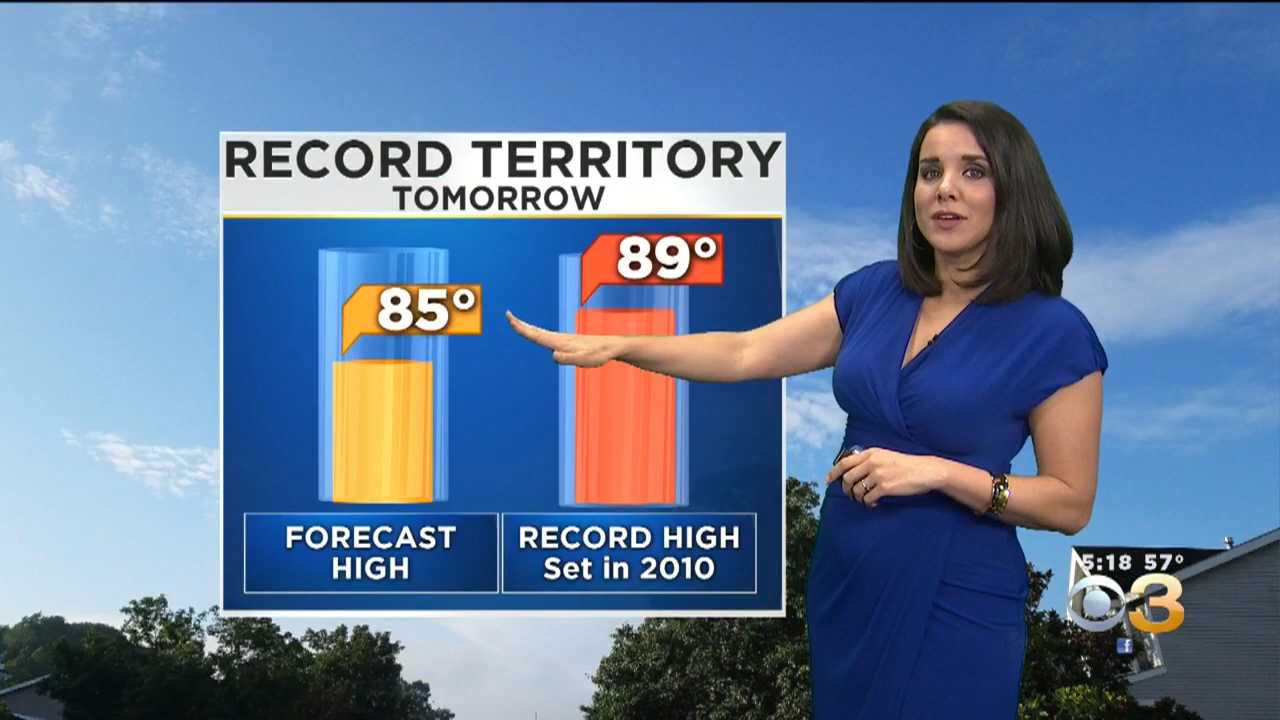 RECORD TERRITORY
TOMORROW
85°
89°
FORECAST
HIGH
RECORD HIGH
Set in 2010
5:18 57°
3
f